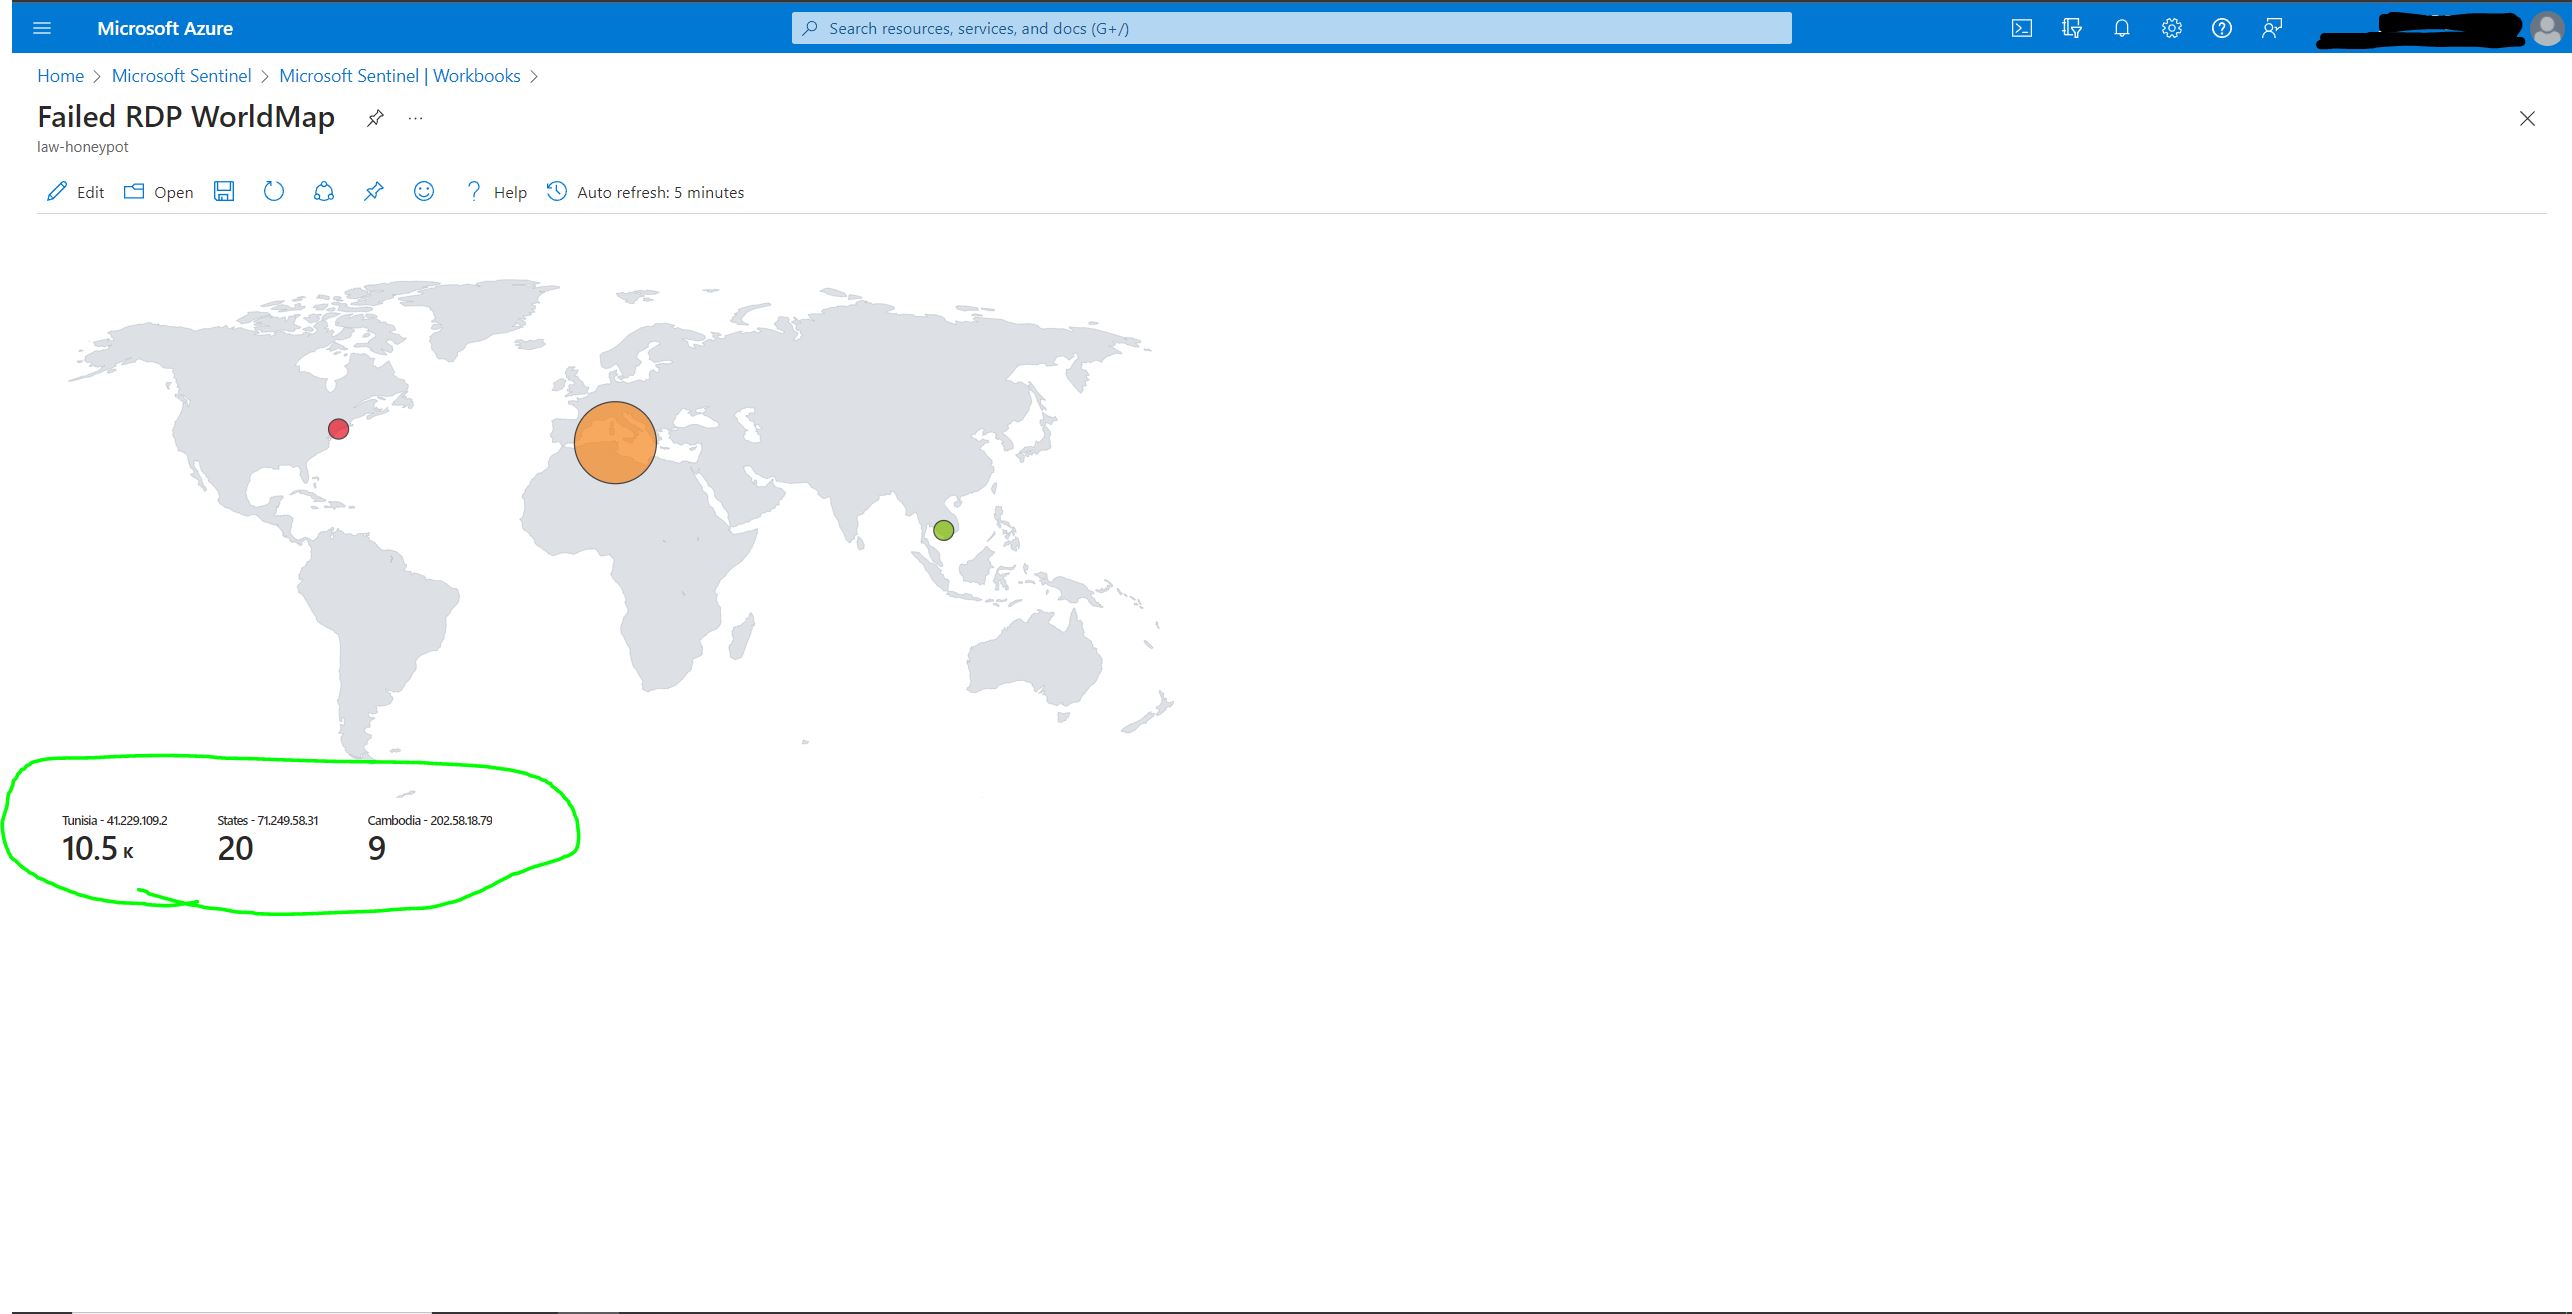 Microsoft Azure
Search resources, services, and docs (G+/)
Home > Microsoft Sentinel > Microsoft Sentinel | Workbooks >
Failed RDP WorldMap
law-honeypot
Edit Open Help Auto refresh: 5 minutes
Tunisia - 41.229.109.2 States - 71.249.58.31 Cambodia - 202.58.18.79
10.5 K 20 9